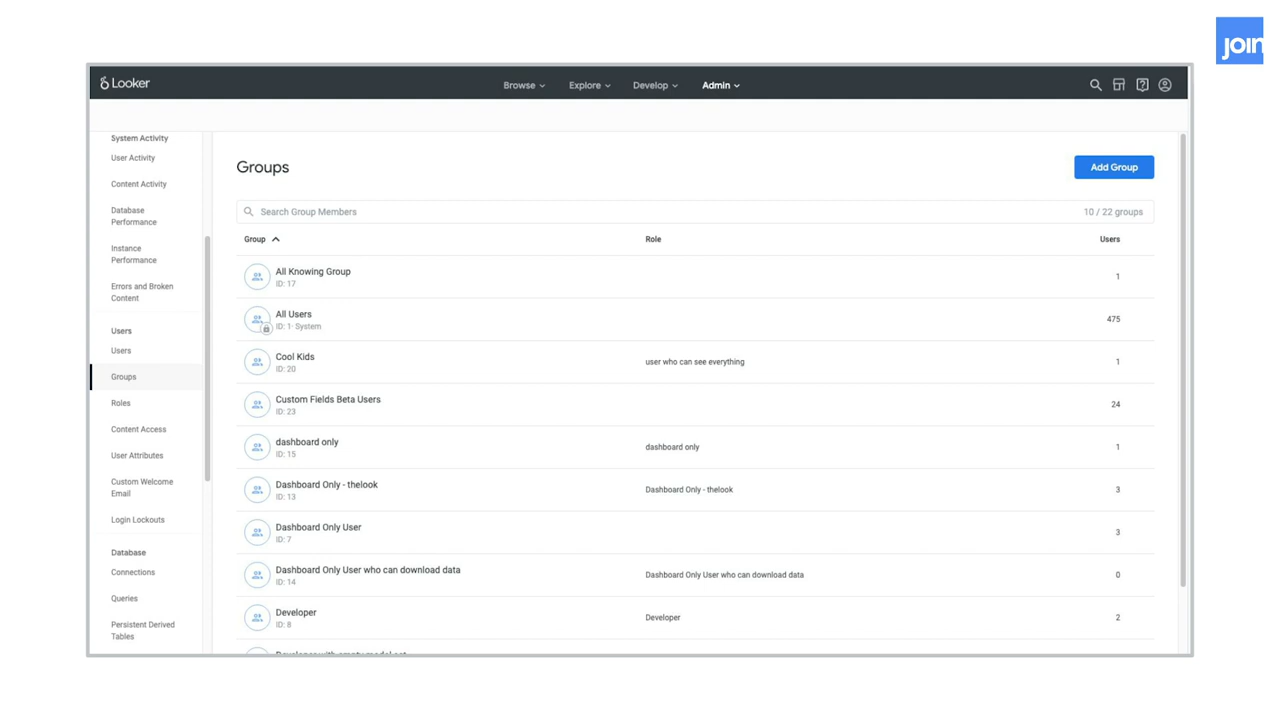 join
Looker
Browse
Explore
Develop
Admin
System Activity
User Activity
Content Activity
Database
Performance
Instance
Performance
Errors and Broken
Content
Users
Users
Groups
Roles
Content Access
User Attributes
Custom Welcome
Email
Login Lockouts
Database
Connections
Queries
Persistent Derived
Tables
Groups
Add Group
Search Group Members
10 / 22 groups
Group Role Users
All Knowing Group
ID: 17
1
All Users
ID: 1· System
475
Cool Kids
ID: 20
user who can see everything
1
Custom Fields Beta Users
ID: 23
24
dashboard only
ID: 15
dashboard only
1
Dashboard Only - thelook
ID: 13
Dashboard Only - thelook
3
Dashboard Only User
ID: 7
3
Dashboard Only User who can download data
ID: 14
Dashboard Only User who can download data
0
Developer
ID: 8
Developer
2